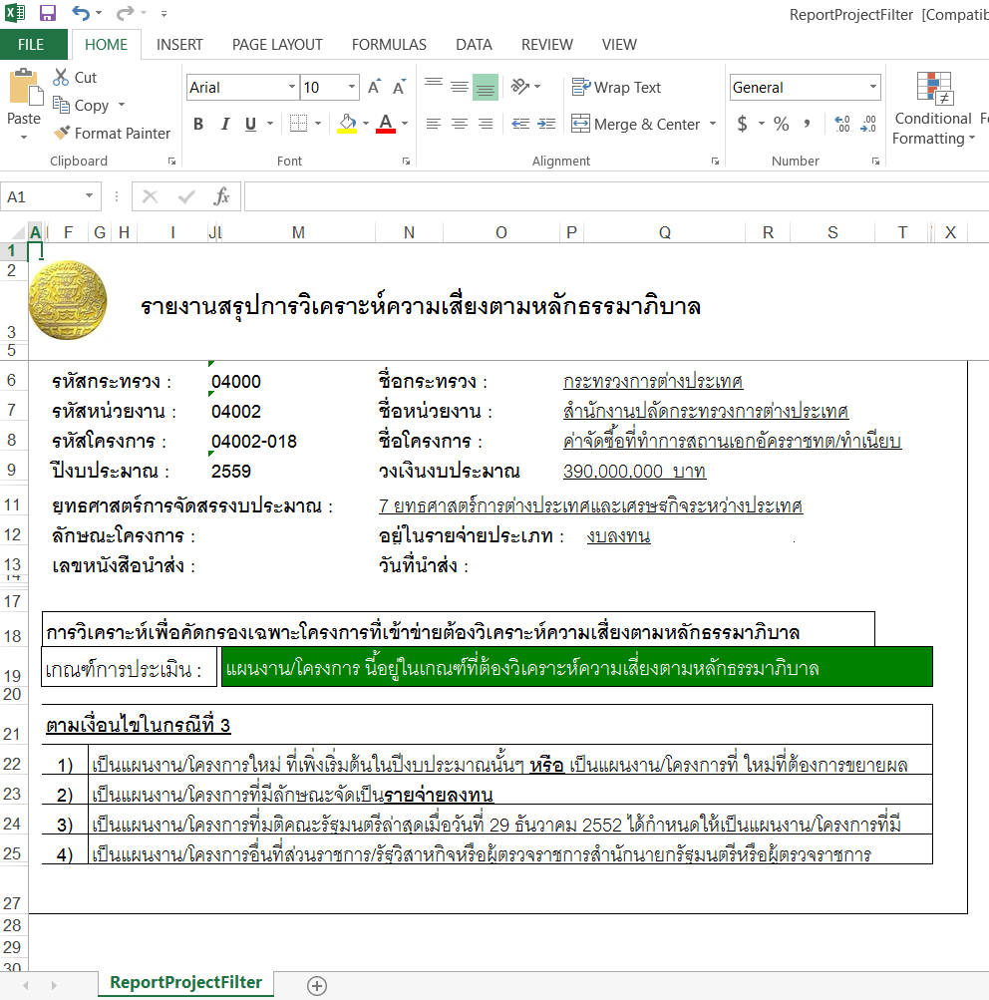 ReportProjectFilter [Compatib
FILE HOME INSERT PAGE LAYOUT FORMULAS DATA REVIEW VIEW
Paste Cut Copy Format Painter
Clipboard
Arial 10
B I U A
Font
Wrap Text
Merge & Center
Alignment
General
$ % ,
Number
Conditional
Formatting
A1
fx
A F G H I J L M N O P Q R S T X
1
2
3 รายงานสรุปการวิเคราะห์ความเสี่ยงตามหลักธรรมาภิบาล
5
6 รหัสกระทรวง : 04000 ชื่อกระทรวง : กระทรวงการต่างประเทศ
7 รหัสหน่วยงาน : 04002 ชื่อหน่วยงาน : สำนักงานปลัดกระทรวงการต่างประเทศ
8 รหัสโครงการ : 04002-018 ชื่อโครงการ : ค่าจัดซื้อที่ทำการสถานเอกอัครราชทูต/ทำเนียบ
9 ปีงบประมาณ : 2559 วงเงินงบประมาณ 390,000,000 บาท
11 ยุทธศาสตร์การจัดสรรงบประมาณ : 7 ยุทธศาสตร์การต่างประเทศและเศรษฐกิจระหว่างประเทศ
12 ลักษณะโครงการ : อยู่ในรายจ่ายประเภท : งบลงทุน
13 เลขหนังสือนำส่ง : วันที่นำส่ง :
14
17
18 การวิเคราะห์เพื่อคัดกรองเฉพาะโครงการที่เข้าข่ายต้องวิเคราะห์ความเสี่ยงตามหลักธรรมาภิบาล
19 เกณฑ์การประเมิน : แผนงาน/โครงการ นี้อยู่ในเกณฑ์ที่ต้องวิเคราะห์ความเสี่ยงตามหลักธรรมาภิบาล
20
21 ตามเงื่อนไขในกรณีที่ 3
22 1) เป็นแผนงาน/โครงการใหม่ ที่เพิ่งเริ่มต้นในปีงบประมาณนั้นๆ หรือ เป็นแผนงาน/โครงการที่ ใหม่ที่ต้องการขยายผล
23 2) เป็นแผนงาน/โครงการที่มีลักษณะจัดเป็นรายจ่ายลงทุน
24 3) เป็นแผนงาน/โครงการที่มติคณะรัฐมนตรีล่าสุดเมื่อวันที่ 29 ธันวาคม 2552 ได้กำหนดให้เป็นแผนงาน/โครงการที่มี
25 4) เป็นแผนงาน/โครงการอื่นที่ส่วนราชการ/รัฐวิสาหกิจหรือผู้ตรวจราชการสำนักนายกรัฐมนตรีหรือผู้ตรวจราชการ
27
28
29
30
ReportProjectFilter